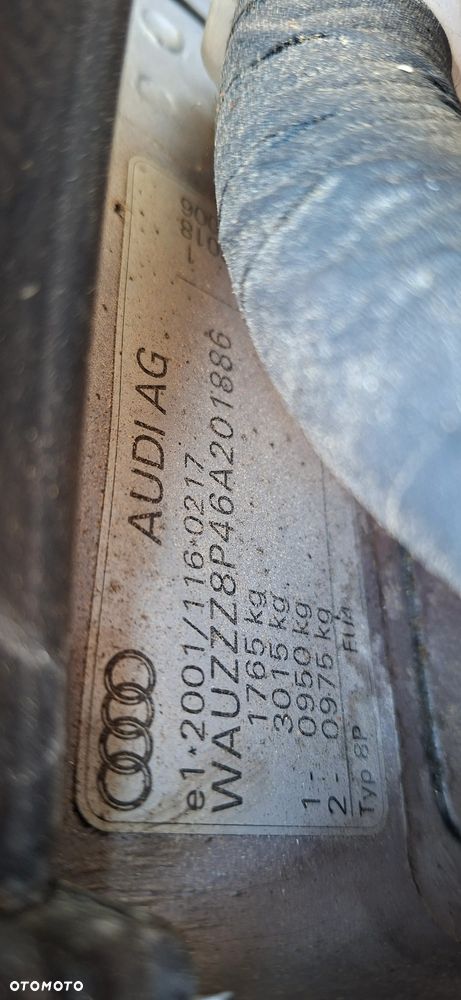 AUDI AG
e1*2001/116*0217
WAUZZZ8P46A201886
1765 kg
3015 kg
1- 0950 kg
2- 0975 kg
Typ 8P
OTOMOTO